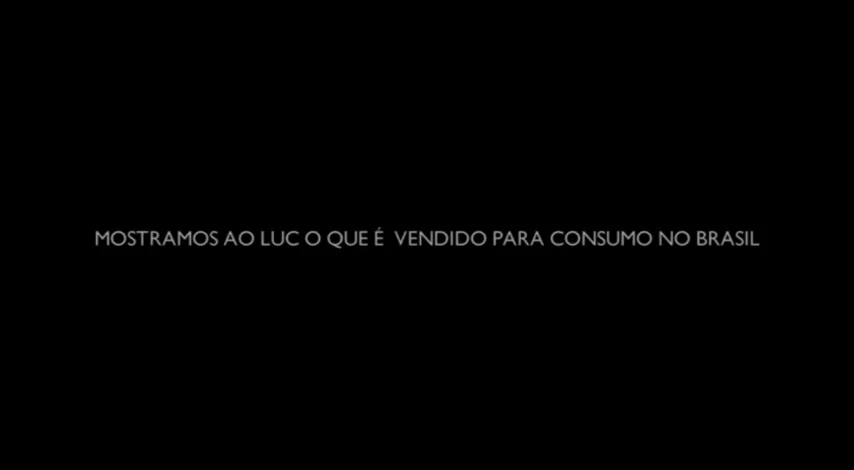 MOSTRAMOS AO LUC O QUE É  VENDIDO PARA CONSUMO NO BRASIL